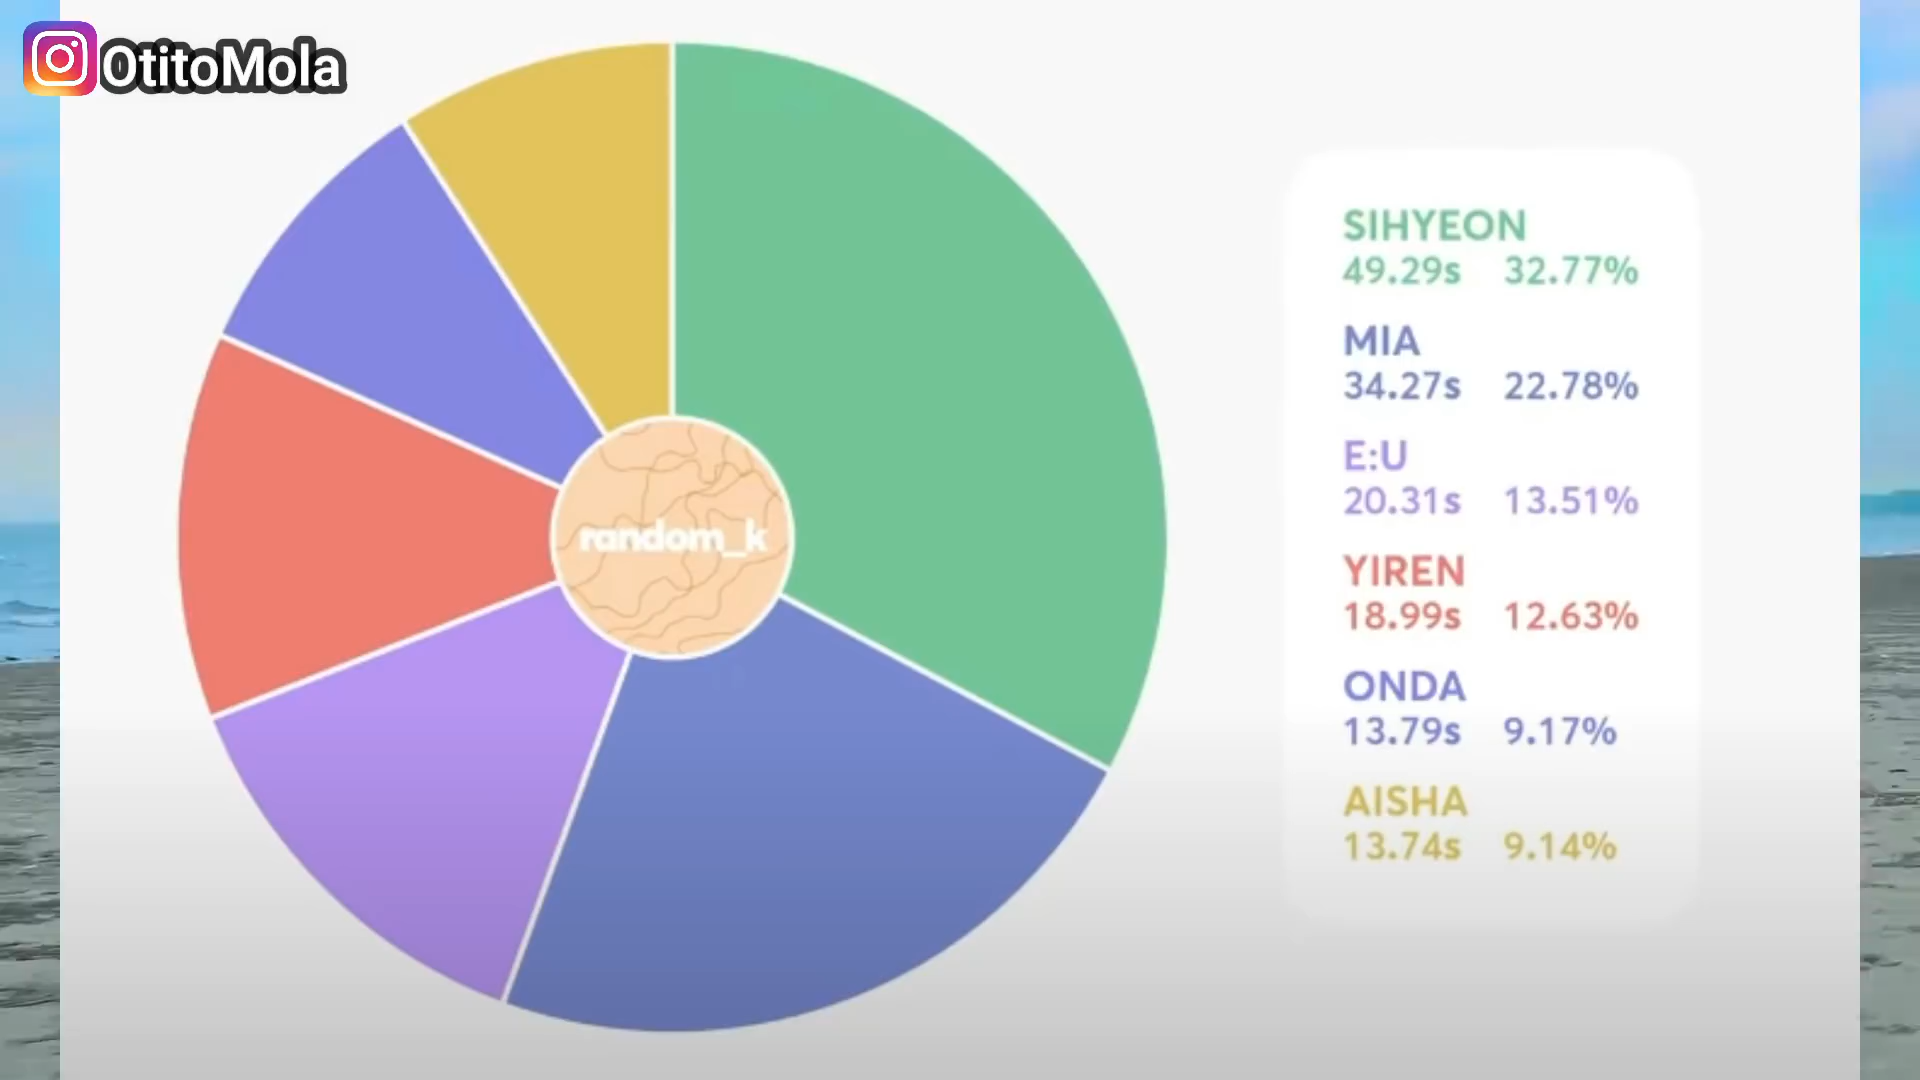 OtitoMola
random_k
SIHYEON
49.29s 32.77%
MIA
34.27s 22.78%
E:U
20.31s 13.51%
YIREN
18.99s 12.63%
ONDA
13.79s 9.17%
AISHA
13.74s 9.14%